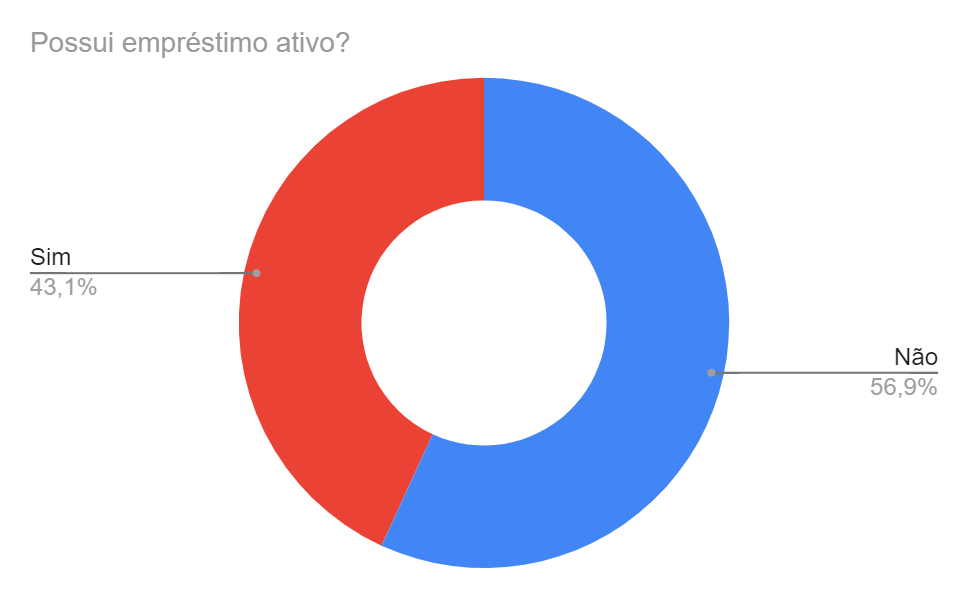 Possui empréstimo ativo?
Sim
43,1%
Não
56,9%